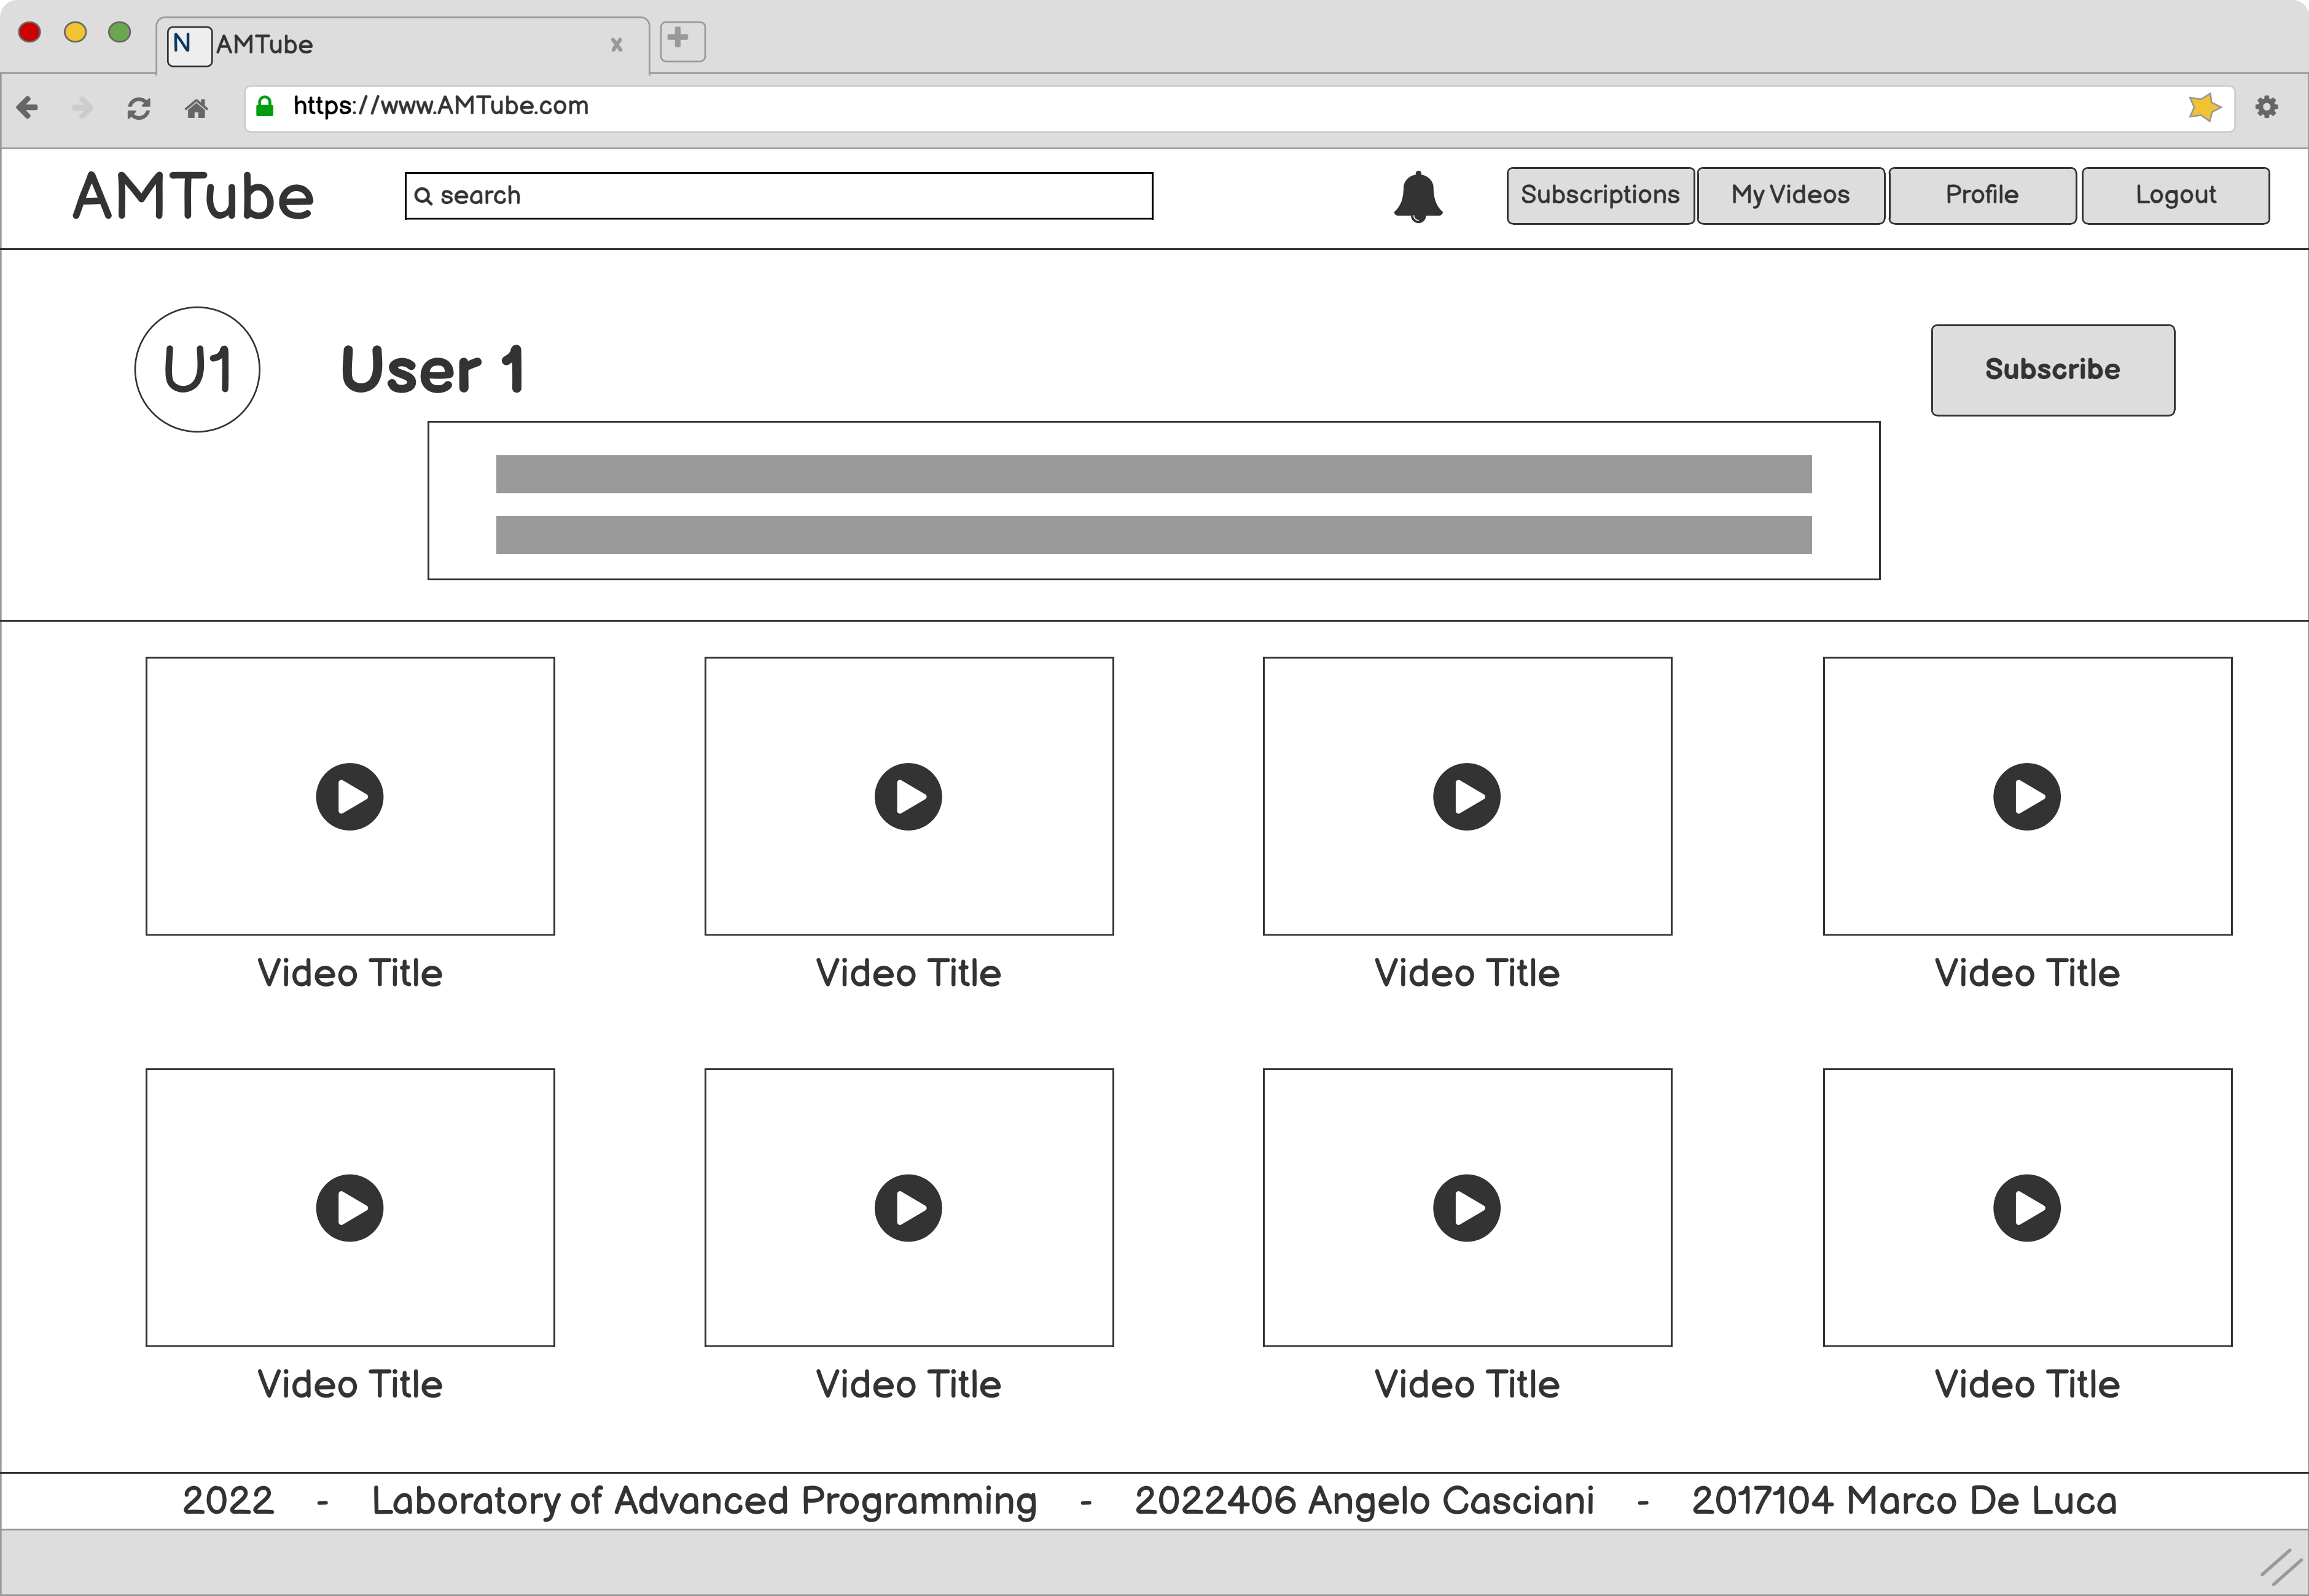 N AMTube x
https://www.AMTube.com
AMTube search Subscriptions My Videos Profile Logout
U1 User 1 Subscribe
Video Title Video Title Video Title Video Title
Video Title Video Title Video Title Video Title
2022 - Laboratory of Advanced Programming - 2022406 Angelo Casciani - 2017104 Marco De Luca